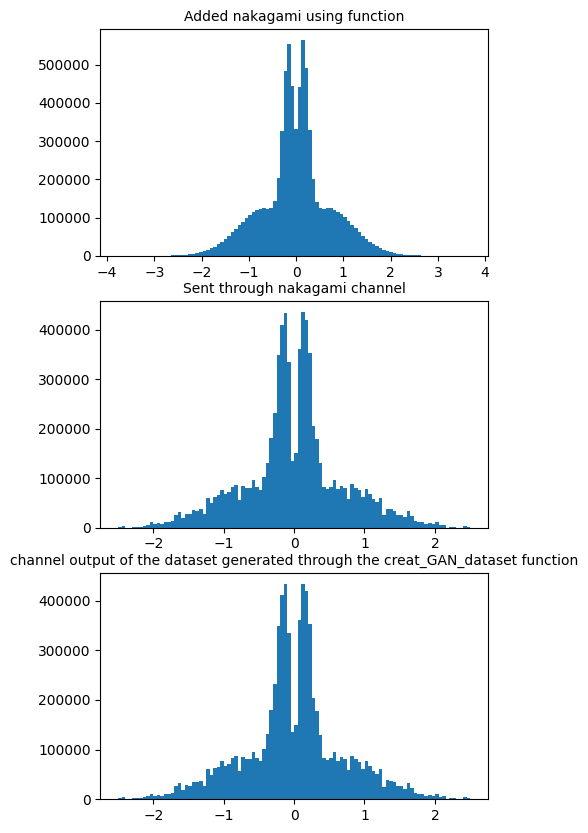 Added nakagami using function
500000
400000
300000
200000
100000
0
−4 −3 −2 −1 0 1 2 3 4
Sent through nakagami channel
400000
300000
200000
100000
0
−2 −1 0 1 2
channel output of the dataset generated through the creat_GAN_dataset function
400000
300000
200000
100000
0
−2 −1 0 1 2